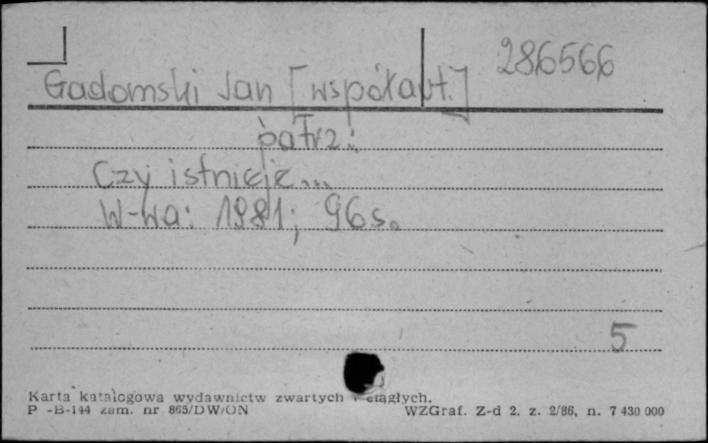 286566
Gadomski Jan [współaut.]
patrz:
Czy istnieje...
W-wa: 1981; 96 s.
5
Karta katalogowa wydawnictw zwartych i ciągłych.
P -B-144 zam. nr 865/DW/ON WZGraf. Z-d 2. z. 2/86, n. 7 430 000